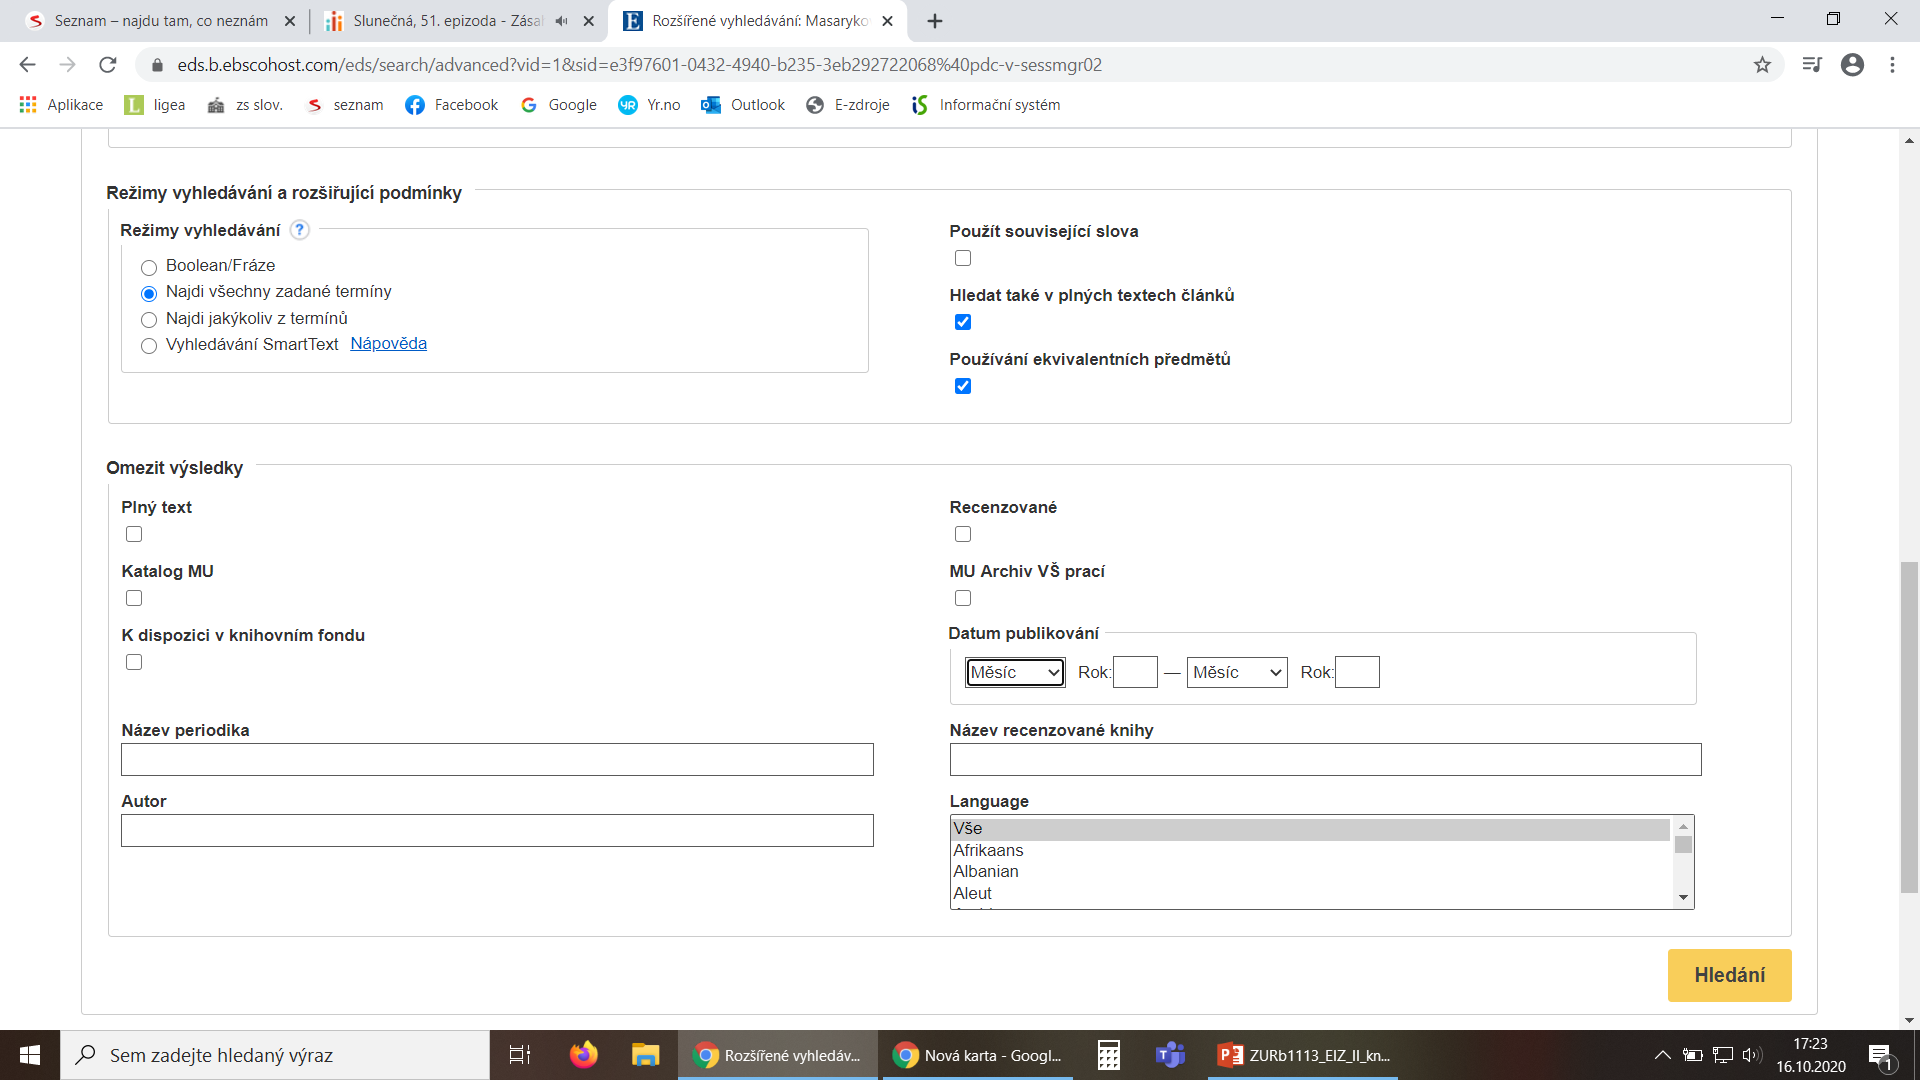 Seznam – najdu tam, co neznám
Slunečná, 51. epizoda - Zása
Rozšířené vyhledávání: Masaryko
eds.b.ebscohost.com/eds/search/advanced?vid=1&sid=e3f97601-0432-4940-b235-3eb292722068%40pdc-v-sessmgr02
Aplikace ligea zs slov. seznam Facebook Google Yr.no Outlook E-zdroje Informační systém
Režimy vyhledávání a rozšiřující podmínky
Režimy vyhledávání ?
Boolean/Fráze
Najdi všechny zadané termíny
Najdi jakýkoliv z termínů
Vyhledávání SmartText Nápověda
Použít související slova
Hledat také v plných textech článků
Používání ekvivalentních předmětů
Omezit výsledky
Plný text
Recenzované
Katalog MU
MU Archiv VŠ prací
K dispozici v knihovním fondu
Datum publikování
Měsíc Rok: — Měsíc Rok:
Název periodika
Název recenzované knihy
Autor
Language
Vše
Afrikaans
Albanian
Aleut
Hledání
Sem zadejte hledaný výraz
Rozšířené vyhledáv...
Nová karta - Googl...
ZURb1113_EIZ_II_kn...
17:23
16.10.2020
1